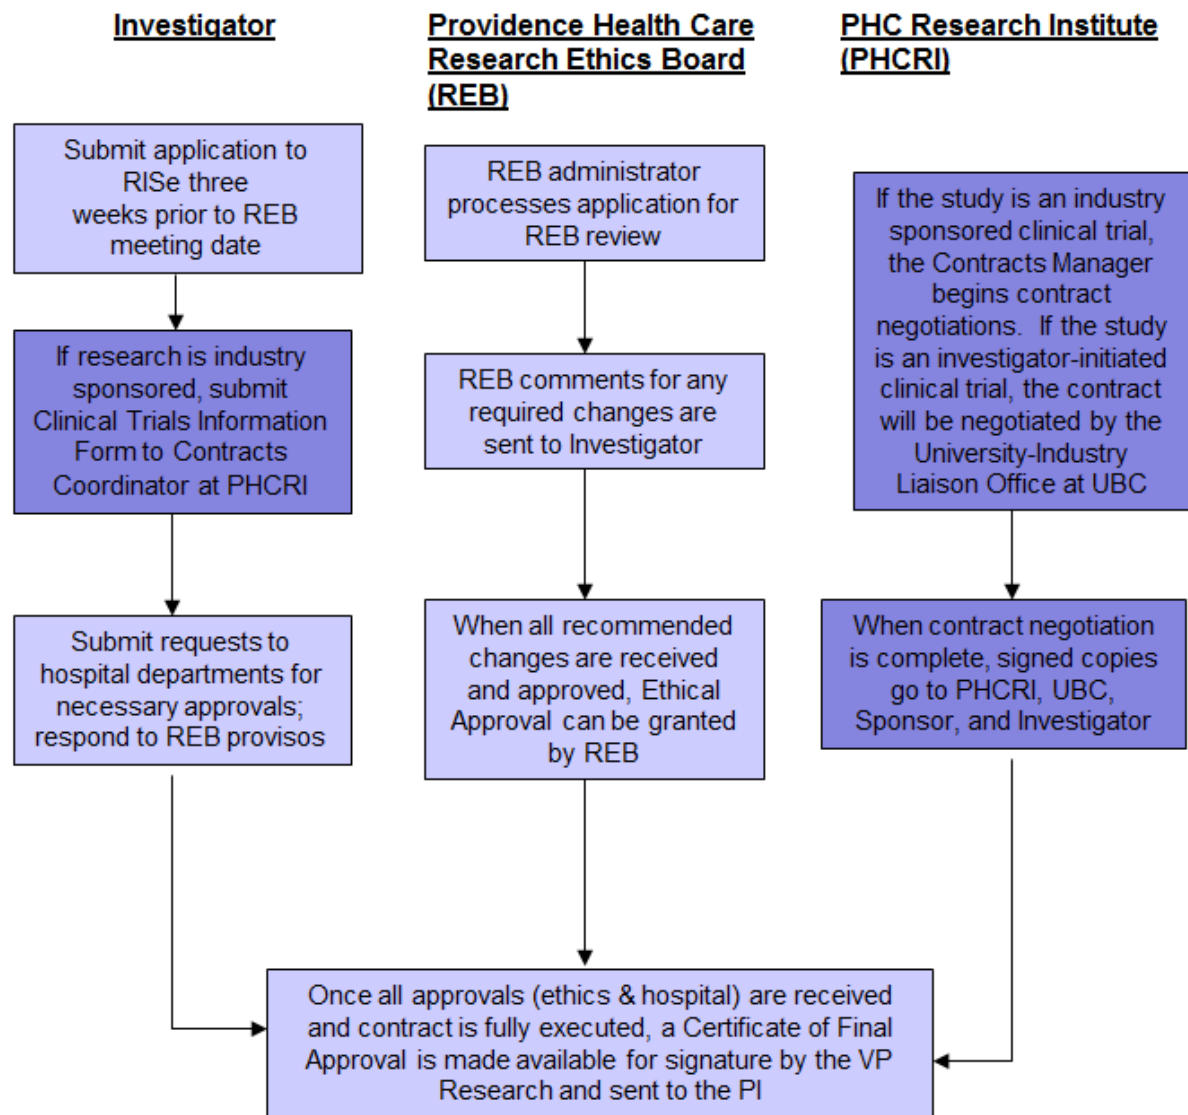 Investigator
Providence Health Care
Research Ethics Board
(REB)
PHC Research Institute
(PHCRI)
Submit application to
RISe three
weeks prior to REB
meeting date
If research is industry
sponsored, submit
Clinical Trials Information
Form to Contracts
Coordinator at PHCRI
Submit requests to
hospital departments for
necessary approvals;
respond to REB provisos
REB administrator
processes application for
REB review
REB comments for any
required changes are
sent to Investigator
When all recommended
changes are received
and approved, Ethical
Approval can be granted
by REB
If the study is an industry
sponsored clinical trial,
the Contracts Manager
begins contract
negotiations.  If the study
is an investigator-initiated
clinical trial, the contract
will be negotiated by the
University-Industry
Liaison Office at UBC
When contract negotiation
is complete, signed copies
go to PHCRI, UBC,
Sponsor, and Investigator
Once all approvals (ethics & hospital) are received
and contract is fully executed, a Certificate of Final
Approval is made available for signature by the VP
Research and sent to the PI